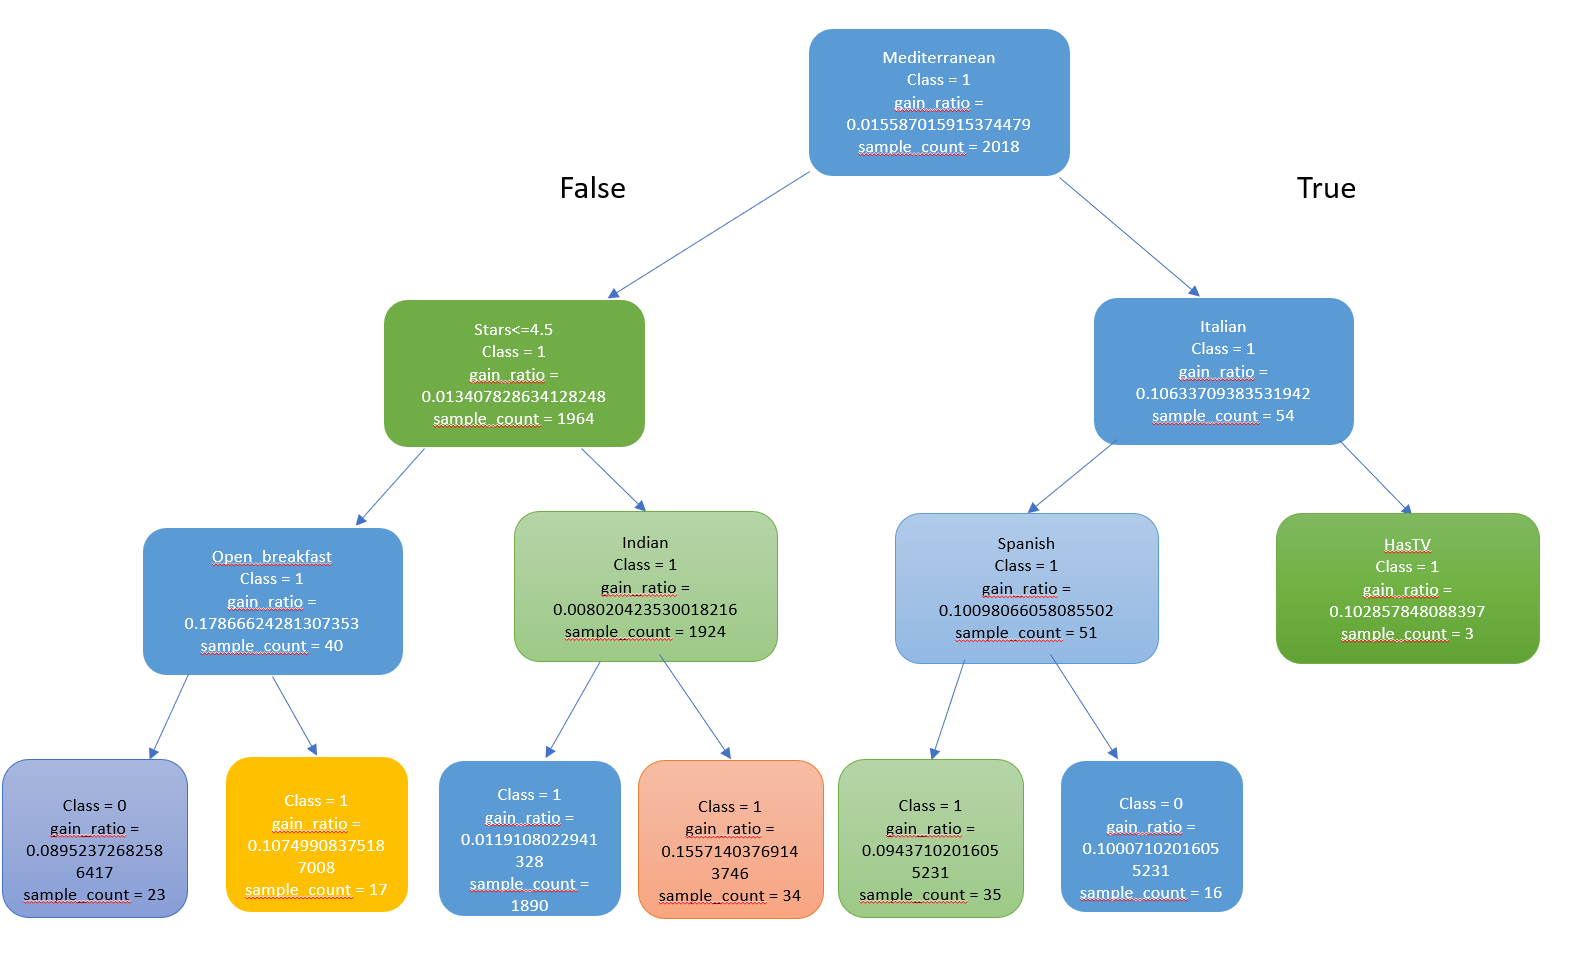 Mediterranean
Class = 1
gain_ratio =
0.015587015915374479
sample_count = 2018
False
True
Stars<=4.5
Class = 1
gain_ratio =
0.013407828634128248
sample_count = 1964
Italian
Class = 1
gain_ratio =
0.10633709383531942
sample_count = 54
Open_breakfast
Class = 1
gain_ratio =
0.17866624281307353
sample_count = 40
Indian
Class = 1
gain_ratio =
0.008020423530018216
sample_count = 1924
Spanish
Class = 1
gain_ratio =
0.10098066058085502
sample_count = 51
HasTV
Class = 1
gain_ratio =
0.102857848088397
sample_count = 3
Class = 0
gain_ratio =
0.0895237268258
6417
sample_count = 23
Class = 1
gain_ratio =
0.1074990837518
7008
sample_count = 17
Class = 1
gain_ratio =
0.0119108022941
328
sample_count =
1890
Class = 1
gain_ratio =
0.1557140376914
3746
sample_count = 34
Class = 1
gain_ratio =
0.0943710201605
5231
sample_count = 35
Class = 0
gain_ratio =
0.1000710201605
5231
sample_count = 16